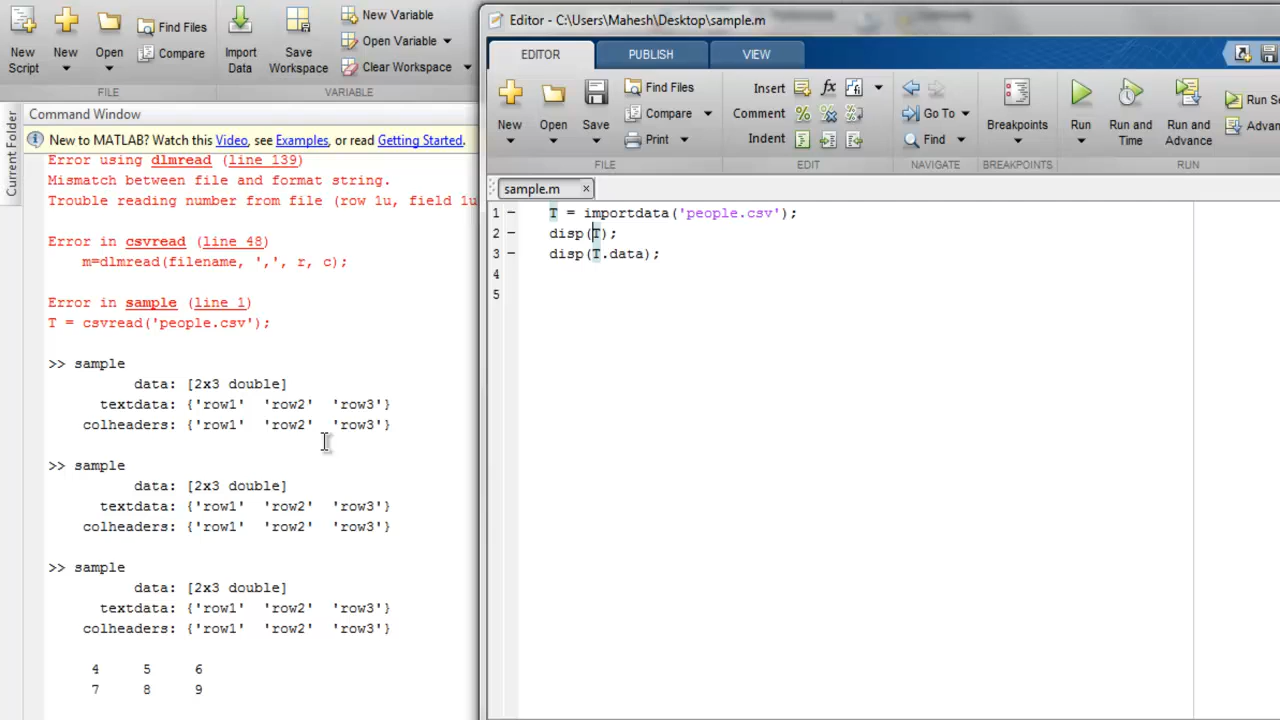 New Script
New
Open
Find Files
Compare
Import Data
Save Workspace
New Variable
Open Variable
Clear Workspace
FILE
VARIABLE
Current Folder
Command Window
New to MATLAB? Watch this Video, see Examples, or read Getting Started.
Error using dlmread (line 139)
Mismatch between file and format string.
Trouble reading number from file (row 1u, field 1u
Error in csvread (line 48)
m=dlmread(filename, ',', r, c);
Error in sample (line 1)
T = csvread('people.csv');
>> sample
data: [2x3 double]
textdata: {'row1' 'row2' 'row3'}
colheaders: {'row1' 'row2' 'row3'}
>> sample
data: [2x3 double]
textdata: {'row1' 'row2' 'row3'}
colheaders: {'row1' 'row2' 'row3'}
>> sample
data: [2x3 double]
textdata: {'row1' 'row2' 'row3'}
colheaders: {'row1' 'row2' 'row3'}
4 5 6
7 8 9
Editor - C:\Users\Mahesh\Desktop\sample.m
EDITOR
PUBLISH
VIEW
New
Open
Save
Find Files
Compare
Print
Insert
Comment
Indent
Go To
Find
Breakpoints
Run
Run and Time
Run and Advance
Run Se
Advan
FILE
EDIT
NAVIGATE
BREAKPOINTS
RUN
sample.m
1 T = importdata('people.csv');
2 disp(T);
3 disp(T.data);
4
5